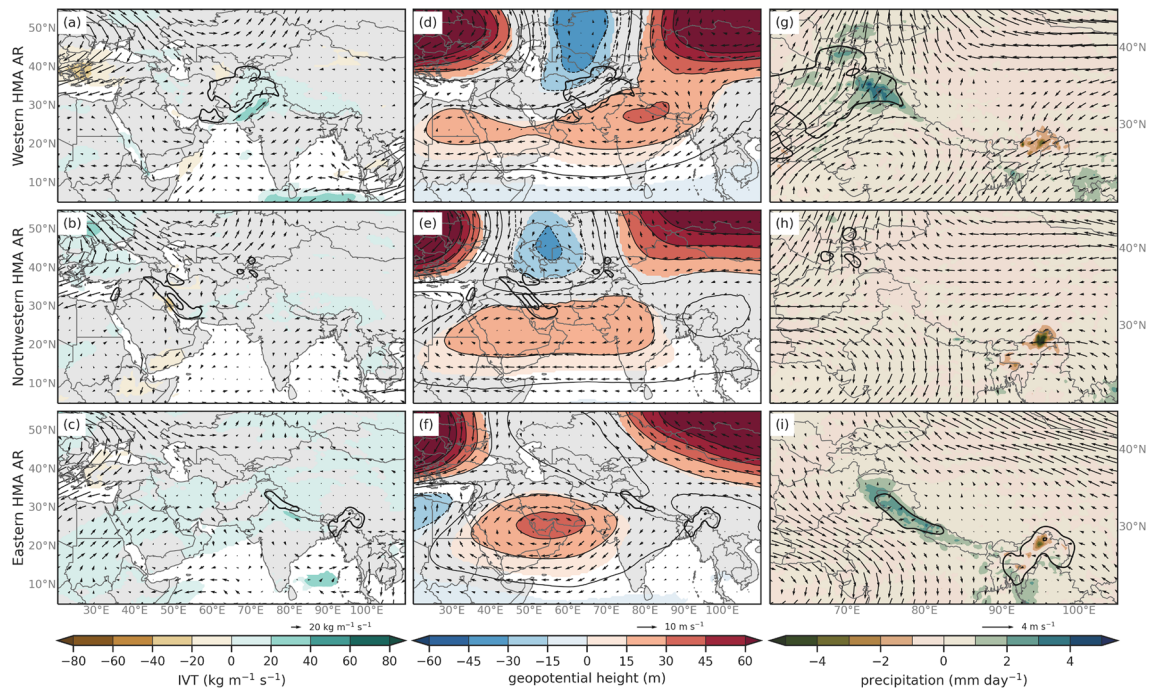 (a)
(d)
(g)
Western HMA AR
50°N
40°N
30°N
20°N
10°N
40°N
30°N
(b)
(e)
(h)
Northwestern HMA AR
50°N
40°N
30°N
20°N
10°N
40°N
30°N
(c)
(f)
(i)
Eastern HMA AR
50°N
40°N
30°N
20°N
10°N
40°N
30°N
30°E 40°E 50°E 60°E 70°E 80°E 90°E 100°E
30°E 40°E 50°E 60°E 70°E 80°E 90°E 100°E
70°E 80°E 90°E 100°E
20 kg m⁻¹ s⁻¹
10 m s⁻¹
4 m s⁻¹
−80 −60 −40 −20 0 20 40 60 80
−60 −45 −30 −15 0 15 30 45 60
−4 −2 0 2 4
IVT (kg m⁻¹ s⁻¹)
geopotential height (m)
precipitation (mm day⁻¹)